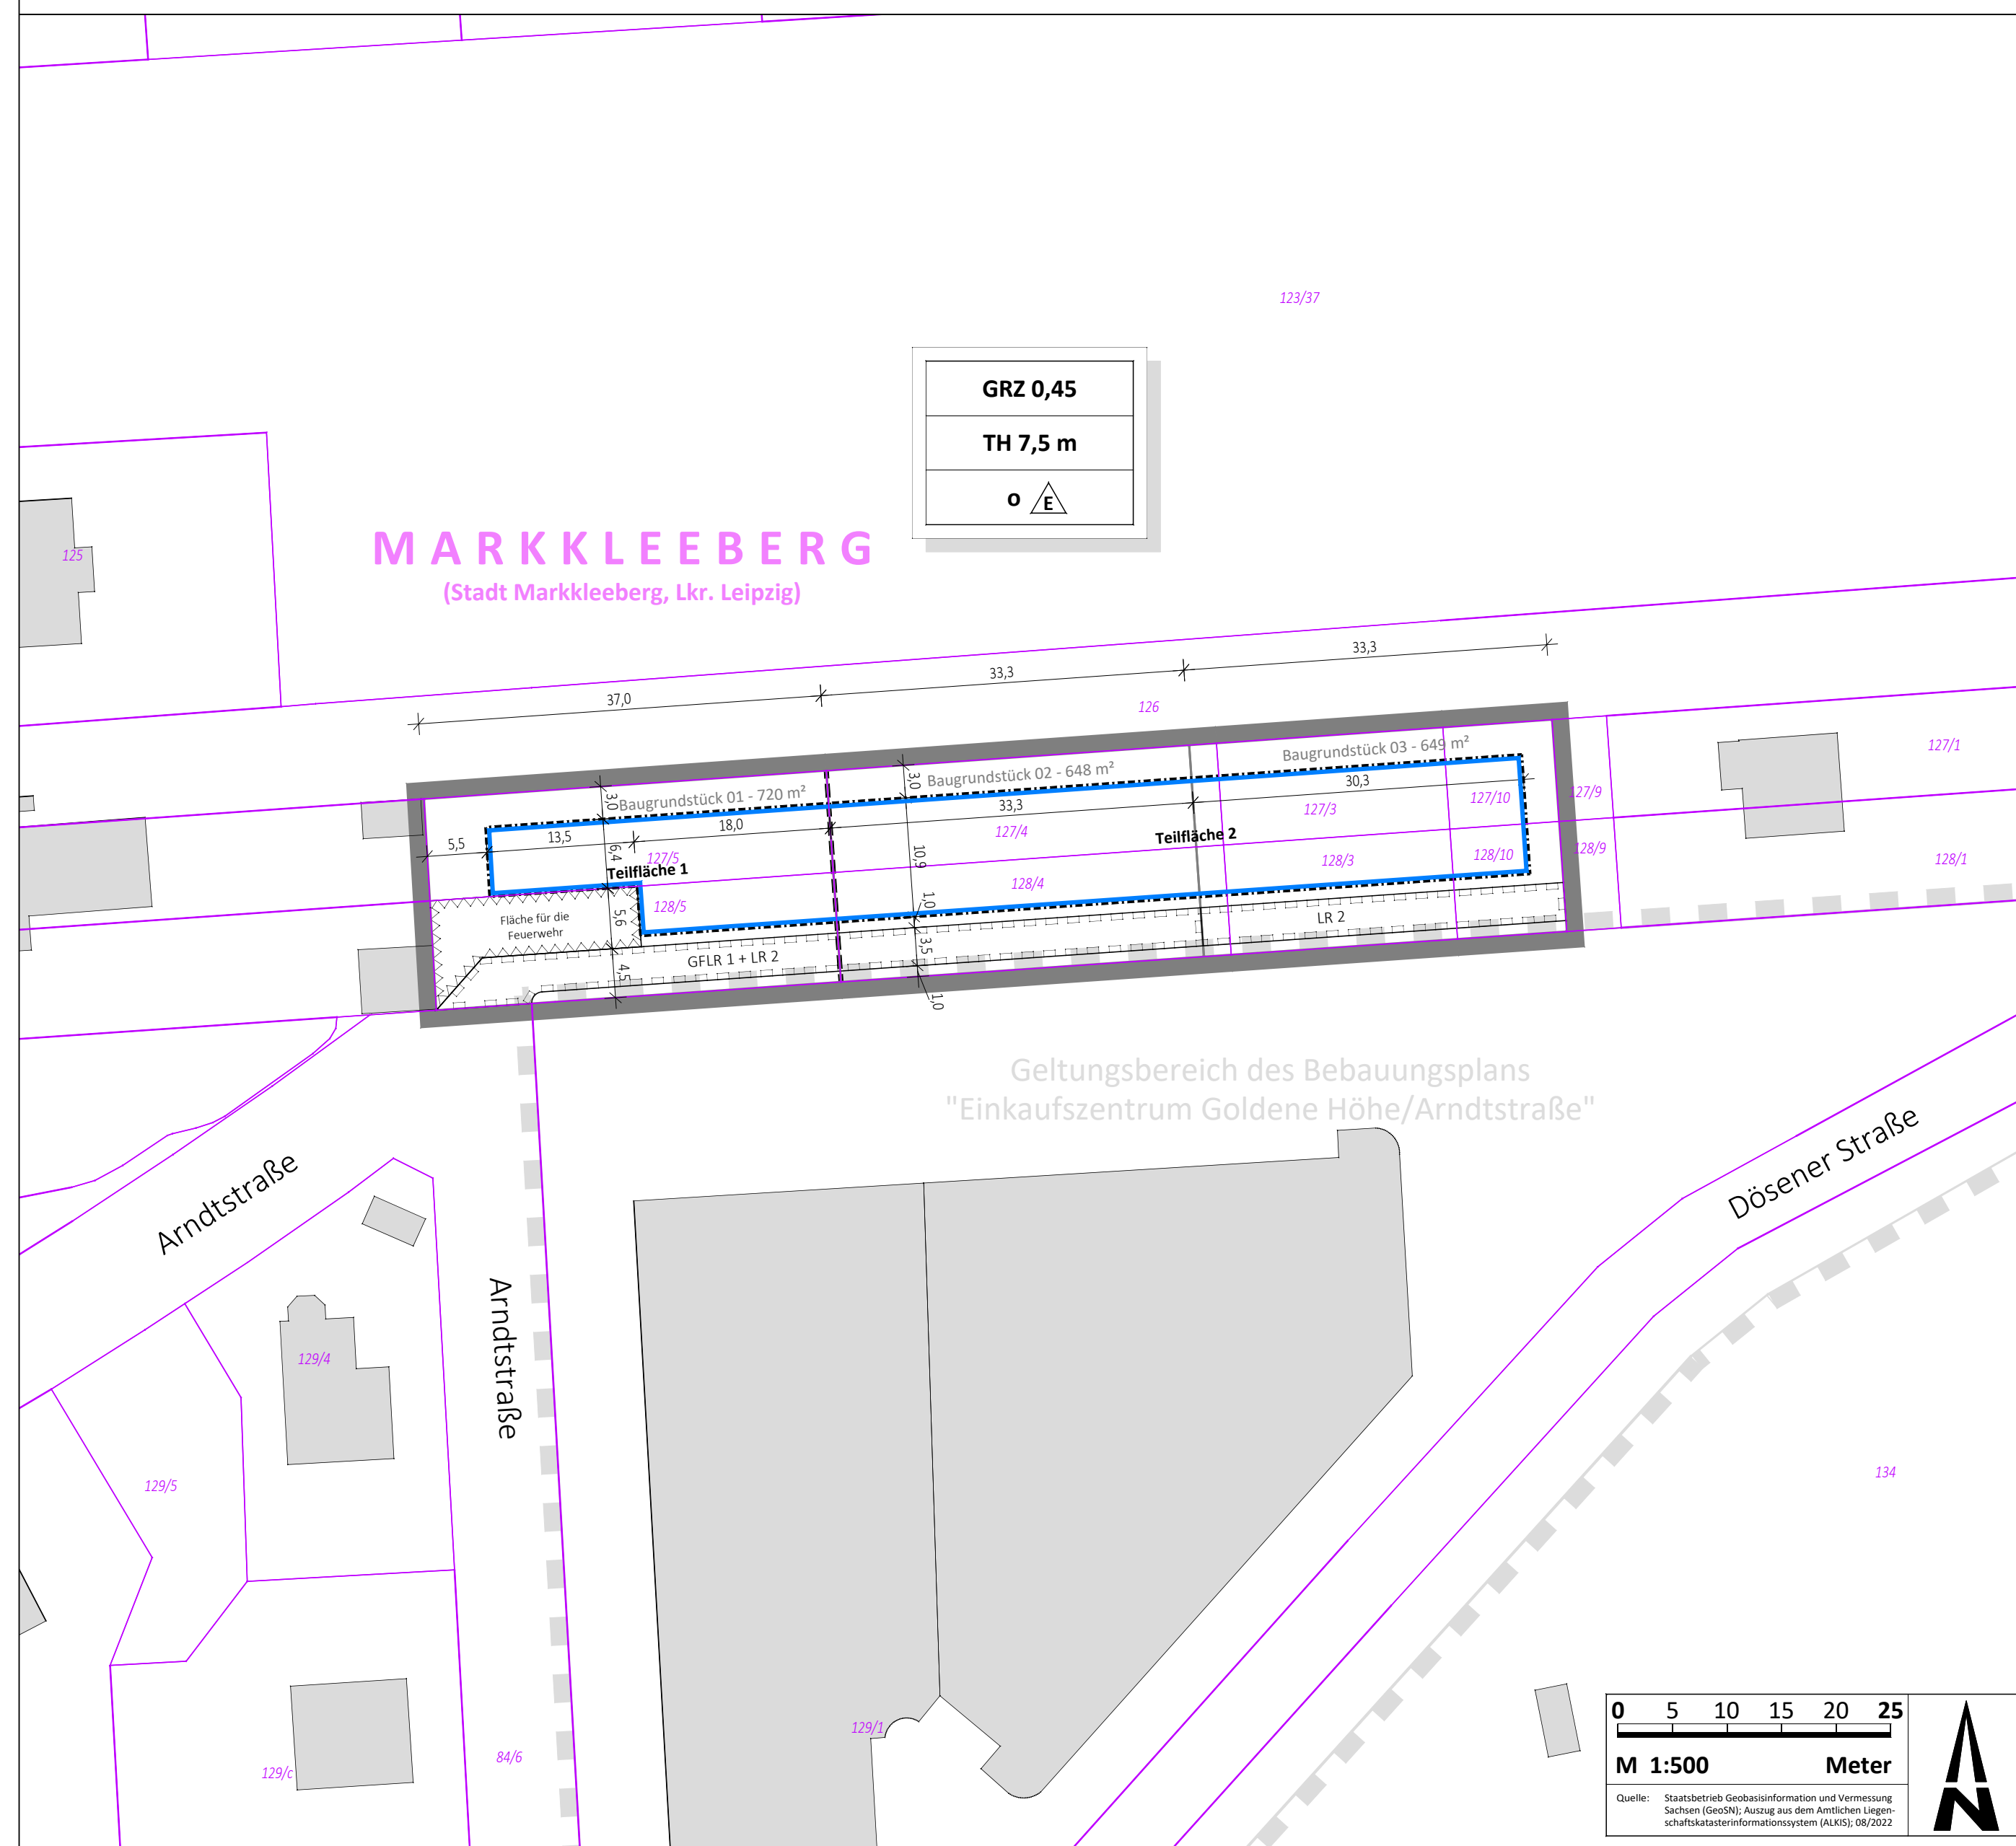 123/37
GRZ 0,45
TH 7,5 m
o E
125
MARKKLEEBERG
(Stadt Markkleeberg, Lkr. Leipzig)
33,3
33,3
37,0
126
127/1
Baugrundstück 03 - 649 m²
Baugrundstück 02 - 648 m²
Baugrundstück 01 - 720 m²
3,0
3,0
30,3
33,3
18,0
13,5
5,5
127/9
127/10
127/3
127/4
127/5
Teilfläche 2
Teilfläche 1
6,4
10,9
128/9
128/10
128/3
128/1
128/4
128/5
1,0
5,6
Fläche für die
Feuerwehr
LR 2
3,5
GFLR 1 + LR 2
4,5
1,0
Geltungsbereich des Bebauungsplans
"Einkaufszentrum Goldene Höhe/Arndtstraße"
Dösener Straße
Arndtstraße
Arndtstraße
129/4
129/5
134
129/1
84/6
129/c
0 5 10 15 20 25
M 1:500 Meter
Quelle: Staatsbetrieb Geobasisinformation und Vermessung
Sachsen (GeoSN); Auszug aus dem Amtlichen Liegen-
schaftskatasterinformationssystem (ALKIS); 08/2022
N